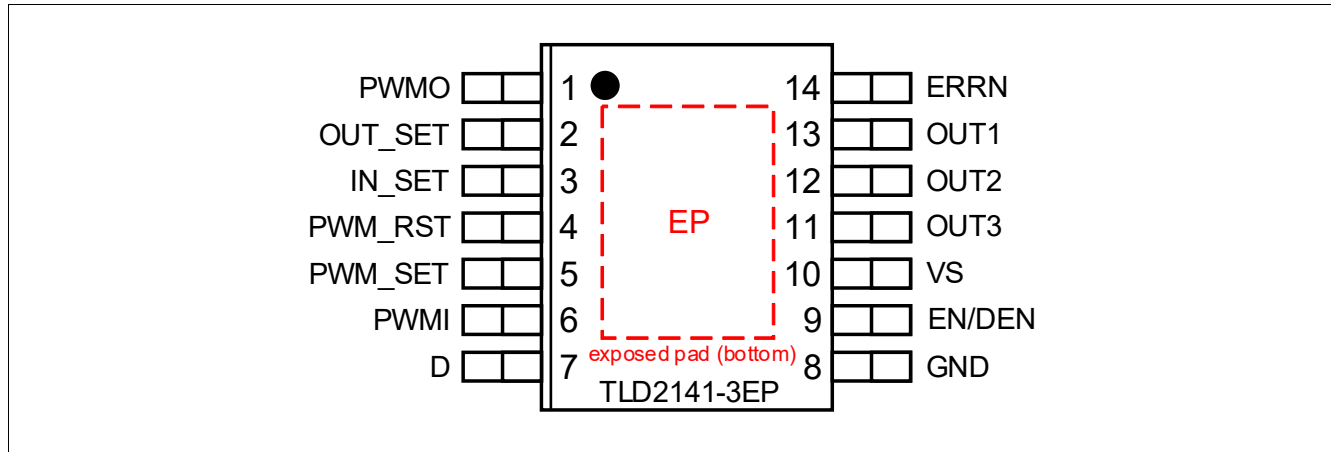 PWMO 1 14 ERRN
OUT_SET 2 13 OUT1
IN_SET 3 12 OUT2
PWM_RST 4 EP 11 OUT3
PWM_SET 5 10 VS
PWMI 6 9 EN/DEN
exposed pad (bottom)
D 7 8 GND
TLD2141-3EP